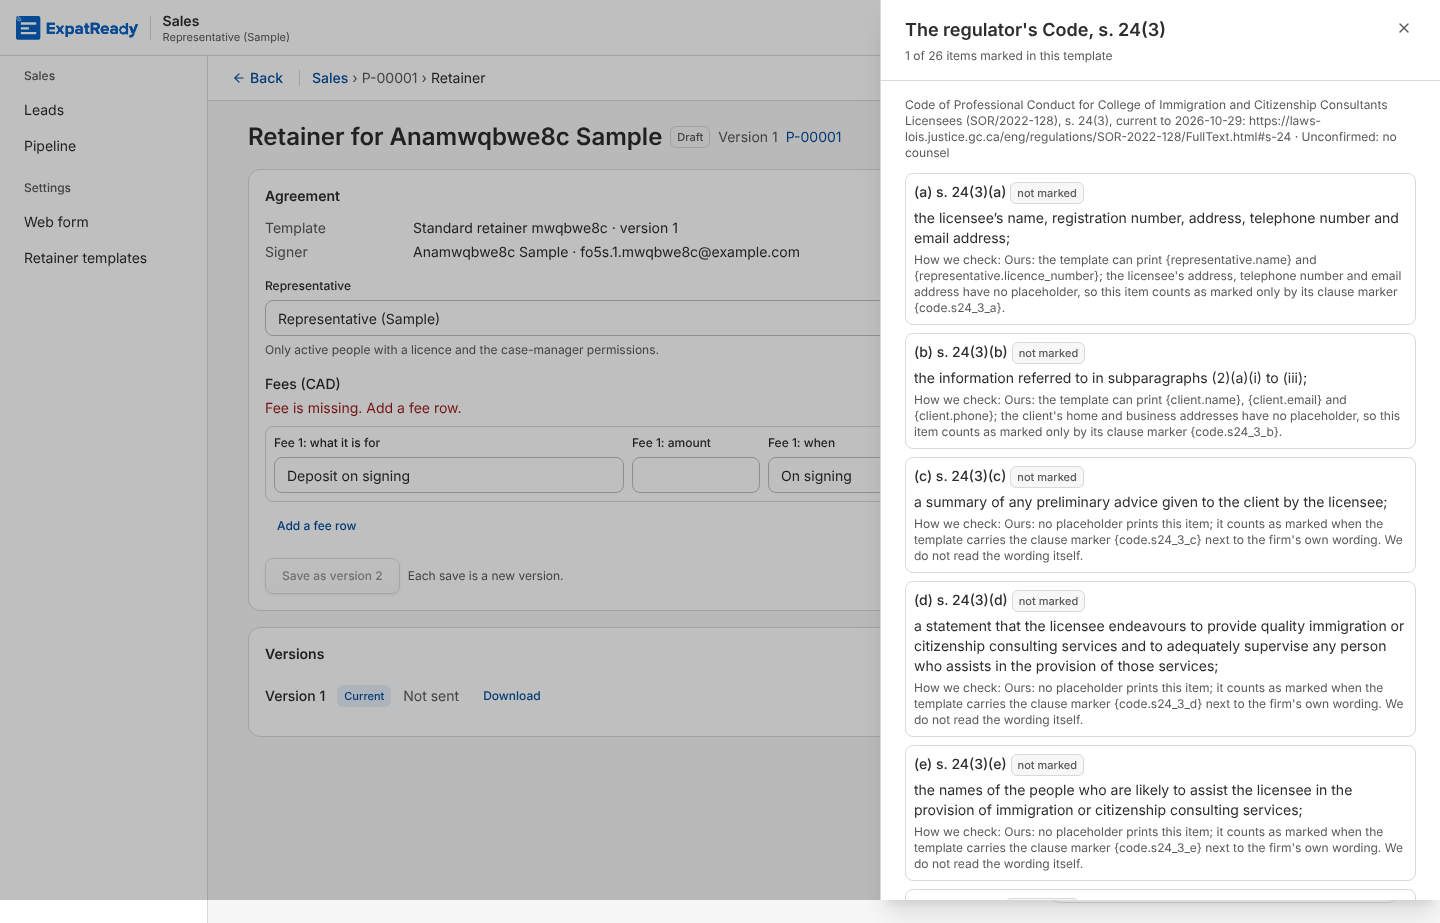 ExpatReady
Sales
Representative (Sample)
Sales
Leads
Pipeline
Settings
Web form
Retainer templates
← Back
Sales › P-00001 › Retainer
Retainer for Anamwqbwe8c Sample Draft Version 1 P-00001
Agreement
Template Standard retainer mwqbwe8c · version 1
Signer Anamwqbwe8c Sample · fo5s.1.mwqbwe8c@example.com
Representative
Representative (Sample)
Only active people with a licence and the case-manager permissions.
Fees (CAD)
Fee is missing. Add a fee row.
Fee 1: what it is for Fee 1: amount Fee 1: when
Deposit on signing On signing
Add a fee row
Save as version 2 Each save is a new version.
Versions
Version 1 Current Not sent Download
The regulator's Code, s. 24(3)
1 of 26 items marked in this template
Code of Professional Conduct for College of Immigration and Citizenship Consultants
Licensees (SOR/2022-128), s. 24(3), current to 2026-10-29: https://laws-
lois.justice.gc.ca/eng/regulations/SOR-2022-128/FullText.html#s-24 · Unconfirmed: no
counsel
(a) s. 24(3)(a) not marked
the licensee’s name, registration number, address, telephone number and
email address;
How we check: Ours: the template can print {representative.name} and
{representative.licence_number}; the licensee's address, telephone number and email
address have no placeholder, so this item counts as marked only by its clause marker
{code.s24_3_a}.
(b) s. 24(3)(b) not marked
the information referred to in subparagraphs (2)(a)(i) to (iii);
How we check: Ours: the template can print {client.name}, {client.email} and
{client.phone}; the client's home and business addresses have no placeholder, so this
item counts as marked only by its clause marker {code.s24_3_b}.
(c) s. 24(3)(c) not marked
a summary of any preliminary advice given to the client by the licensee;
How we check: Ours: no placeholder prints this item; it counts as marked when the
template carries the clause marker {code.s24_3_c} next to the firm's own wording. We
do not read the wording itself.
(d) s. 24(3)(d) not marked
a statement that the licensee endeavours to provide quality immigration or
citizenship consulting services and to adequately supervise any person
who assists in the provision of those services;
How we check: Ours: no placeholder prints this item; it counts as marked when the
template carries the clause marker {code.s24_3_d} next to the firm's own wording. We
do not read the wording itself.
(e) s. 24(3)(e) not marked
the names of the people who are likely to assist the licensee in the
provision of immigration or citizenship consulting services;
How we check: Ours: no placeholder prints this item; it counts as marked when the
template carries the clause marker {code.s24_3_e} next to the firm's own wording. We
do not read the wording itself.